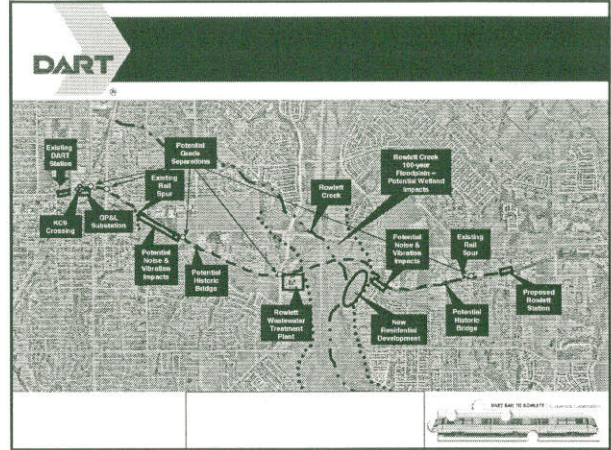 DART
®
Existing
DART
Station
KCS
Crossing
GP&L
Substation
Existing
Rail
Spur
Potential
Grade
Separations
Potential
Noise &
Vibration
Impacts
Potential
Historic
Bridge
Rowlett
Wastewater
Treatment
Plant
Rowlett
Creek
Rowlett Creek
100-year
Floodplain –
Potential Wetland
Impacts
New
Residential
Development
Potential
Noise &
Vibration
Impacts
Existing
Rail
Spur
Potential
Historic
Bridge
Proposed
Rowlett
Station
DART RAIL TO ROWLETT